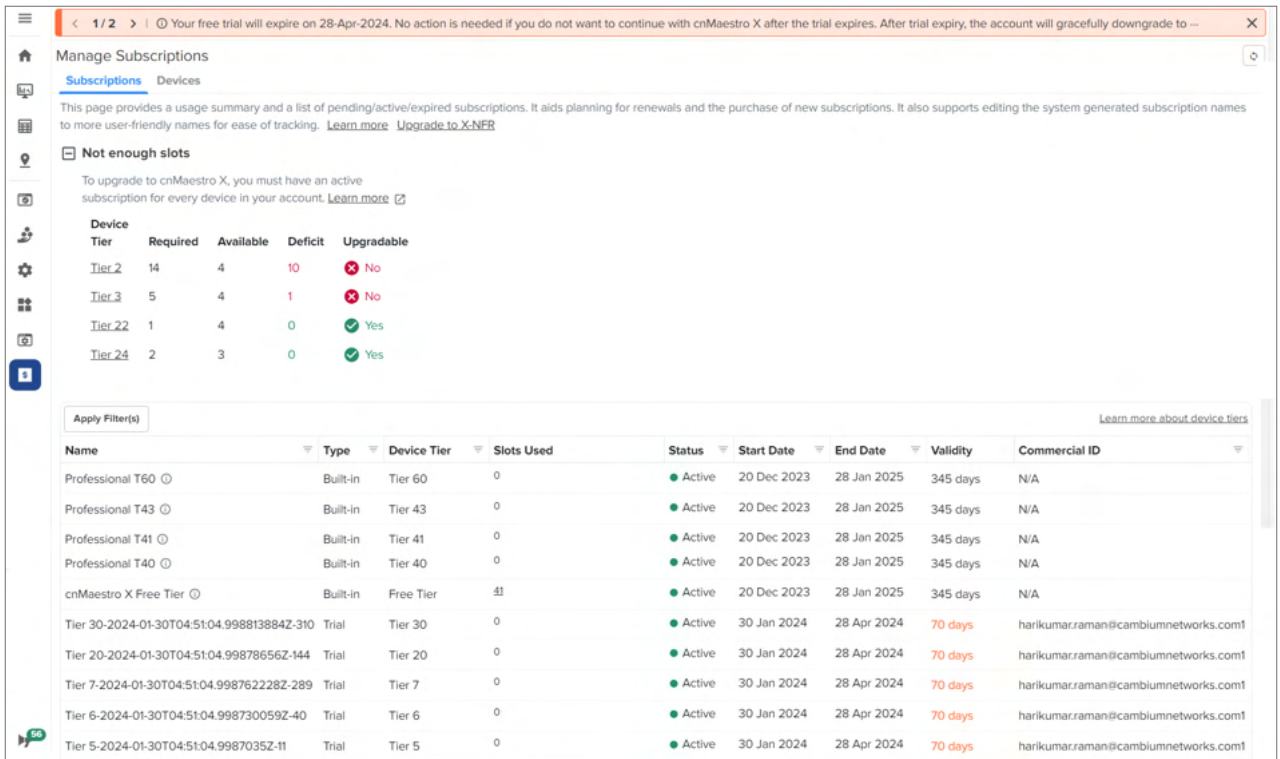 1 / 2 Your free trial will expire on 28-Apr-2024. No action is needed if you do not want to continue with cnMaestro X after the trial expires. After trial expiry, the account will gracefully downgrade to ···
Manage Subscriptions
Subscriptions Devices
This page provides a usage summary and a list of pending/active/expired subscriptions. It aids planning for renewals and the purchase of new subscriptions. It also supports editing the system generated subscription names
to more user-friendly names for ease of tracking. Learn more Upgrade to X-NFR
Not enough slots
To upgrade to cnMaestro X, you must have an active
subscription for every device in your account. Learn more
Device
Tier Required Available Deficit Upgradable
Tier 2 14 4 10 No
Tier 3 5 4 1 No
Tier 22 1 4 0 Yes
Tier 24 2 3 0 Yes
Apply Filter(s) Learn more about device tiers
Name Type Device Tier Slots Used Status Start Date End Date Validity Commercial ID
Professional T60 Built-in Tier 60 0 Active 20 Dec 2023 28 Jan 2025 345 days N/A
Professional T43 Built-in Tier 43 0 Active 20 Dec 2023 28 Jan 2025 345 days N/A
Professional T41 Built-in Tier 41 0 Active 20 Dec 2023 28 Jan 2025 345 days N/A
Professional T40 Built-in Tier 40 0 Active 20 Dec 2023 28 Jan 2025 345 days N/A
cnMaestro X Free Tier Built-in Free Tier 41 Active 20 Dec 2023 28 Jan 2025 345 days N/A
Tier 30-2024-01-30T04:51:04.998813884Z-310 Trial Tier 30 0 Active 30 Jan 2024 28 Apr 2024 70 days harikumar.raman@cambiumnetworks.com1
Tier 20-2024-01-30T04:51:04.99878656Z-144 Trial Tier 20 0 Active 30 Jan 2024 28 Apr 2024 70 days harikumar.raman@cambiumnetworks.com1
Tier 7-2024-01-30T04:51:04.998762228Z-289 Trial Tier 7 0 Active 30 Jan 2024 28 Apr 2024 70 days harikumar.raman@cambiumnetworks.com1
Tier 6-2024-01-30T04:51:04.998730059Z-40 Trial Tier 6 0 Active 30 Jan 2024 28 Apr 2024 70 days harikumar.raman@cambiumnetworks.com1
Tier 5-2024-01-30T04:51:04.9987035Z-11 Trial Tier 5 0 Active 30 Jan 2024 28 Apr 2024 70 days harikumar.raman@cambiumnetworks.com1
56